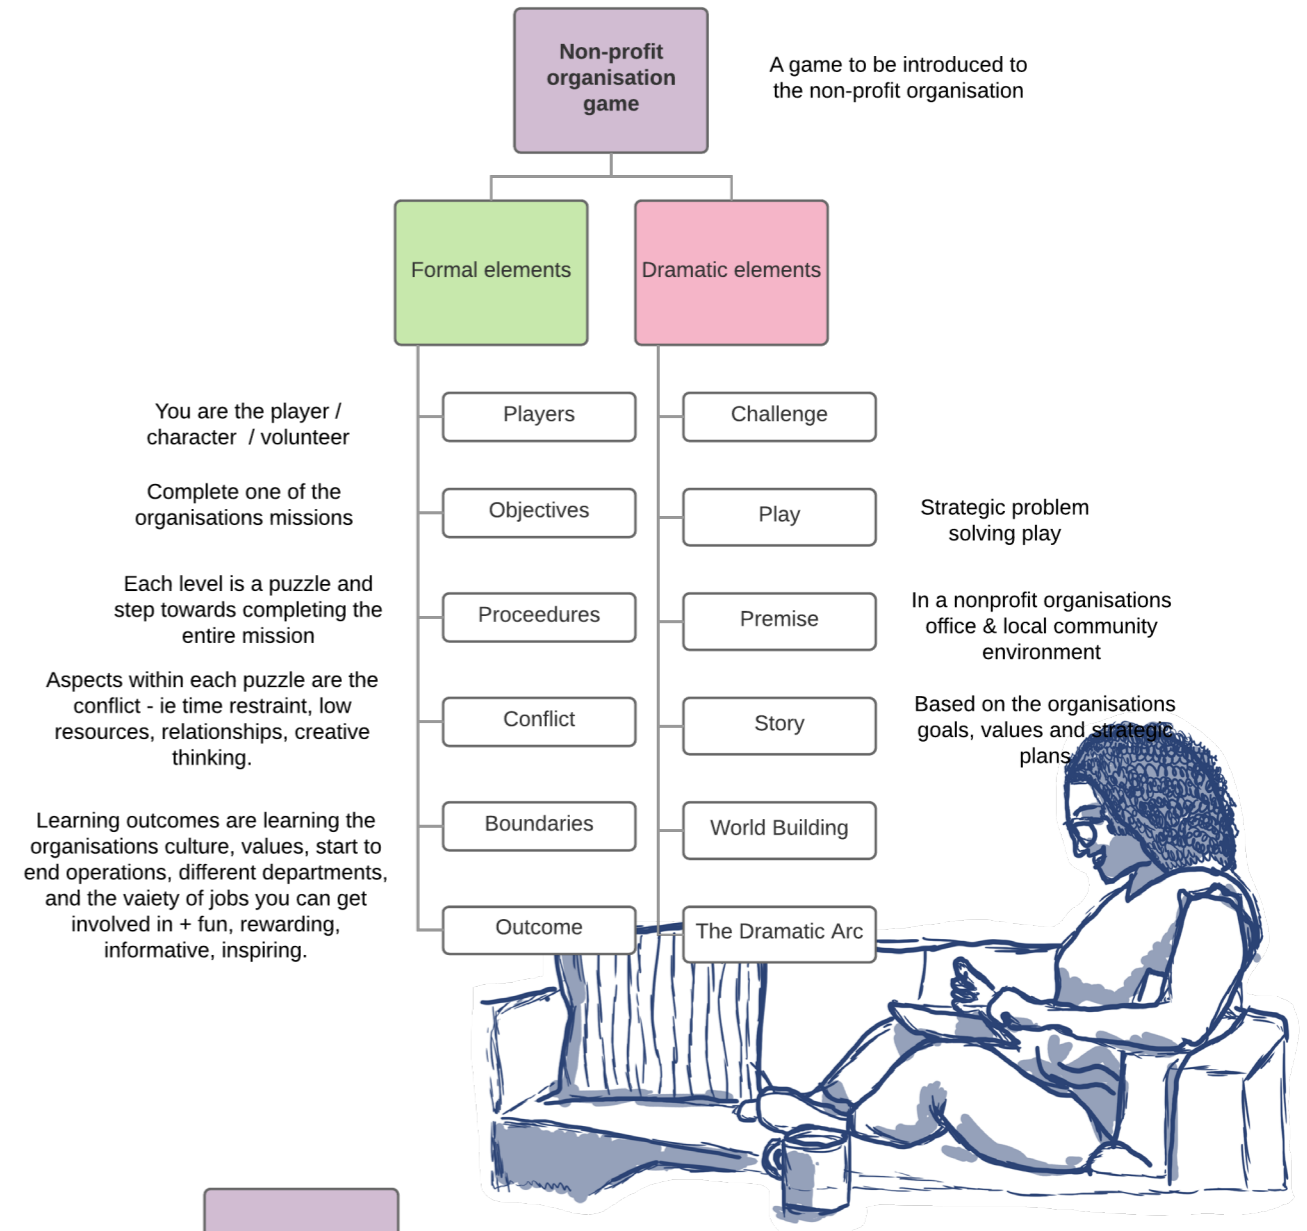 Non-profit
organisation
game
A game to be introduced to
the non-profit organisation
Formal elements
Dramatic elements
You are the player /
character  / volunteer
Players
Challenge
Complete one of the
organisations missions
Objectives
Play
Strategic problem
solving play
Each level is a puzzle and
step towards completing the
entire mission
Proceedures
Premise
In a nonprofit organisations
office & local community
environment
Aspects within each puzzle are the
conflict - ie time restraint, low
resources, relationships, creative
thinking.
Conflict
Story
Based on the organisations
goals, values and strategic
plans
Learning outcomes are learning the
organisations culture, values, start to
end operations, different departments,
and the vaiety of jobs you can get
involved in + fun, rewarding,
informative, inspiring.
Boundaries
World Building
Outcome
The Dramatic Arc